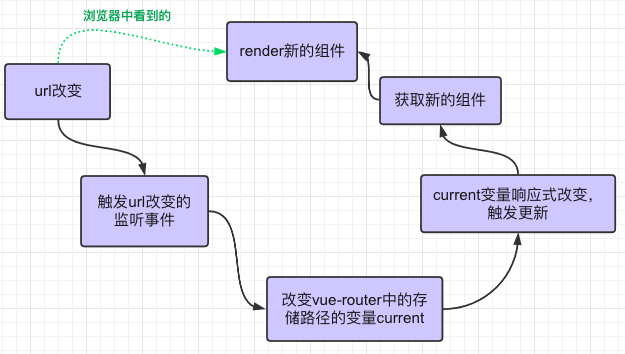 浏览器中看到的
render新的组件
url改变
获取新的组件
触发url改变的
监听事件
current变量响应式改变，
触发更新
改变vue-router中的存
储路径的变量current